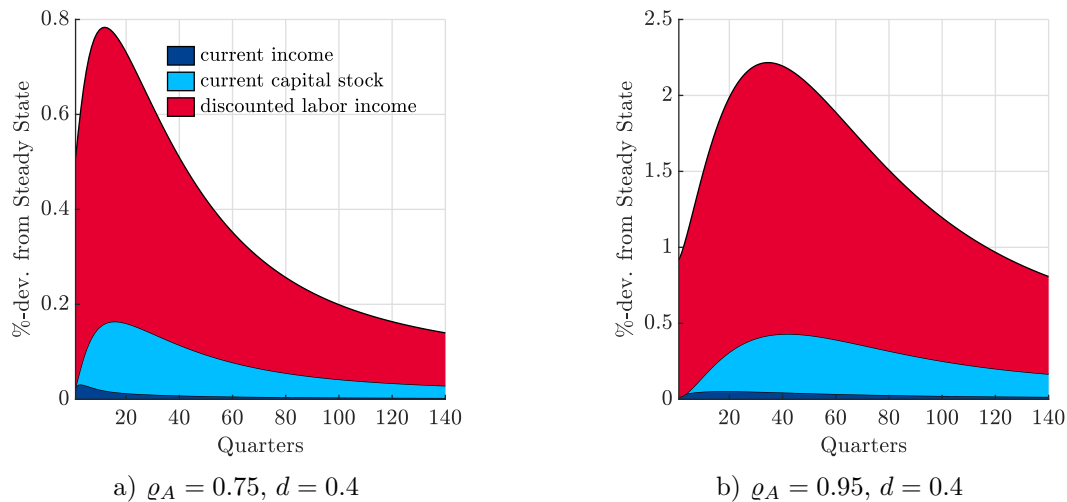 0.8
0.6
0.4
0.2
0
%-dev. from Steady State
current income
current capital stock
discounted labor income
20 40 60 80 100 120 140
Quarters
a) ϱ_A = 0.75, d = 0.4
2.5
2
1.5
1
0.5
0
%-dev. from Steady State
20 40 60 80 100 120 140
Quarters
b) ϱ_A = 0.95, d = 0.4